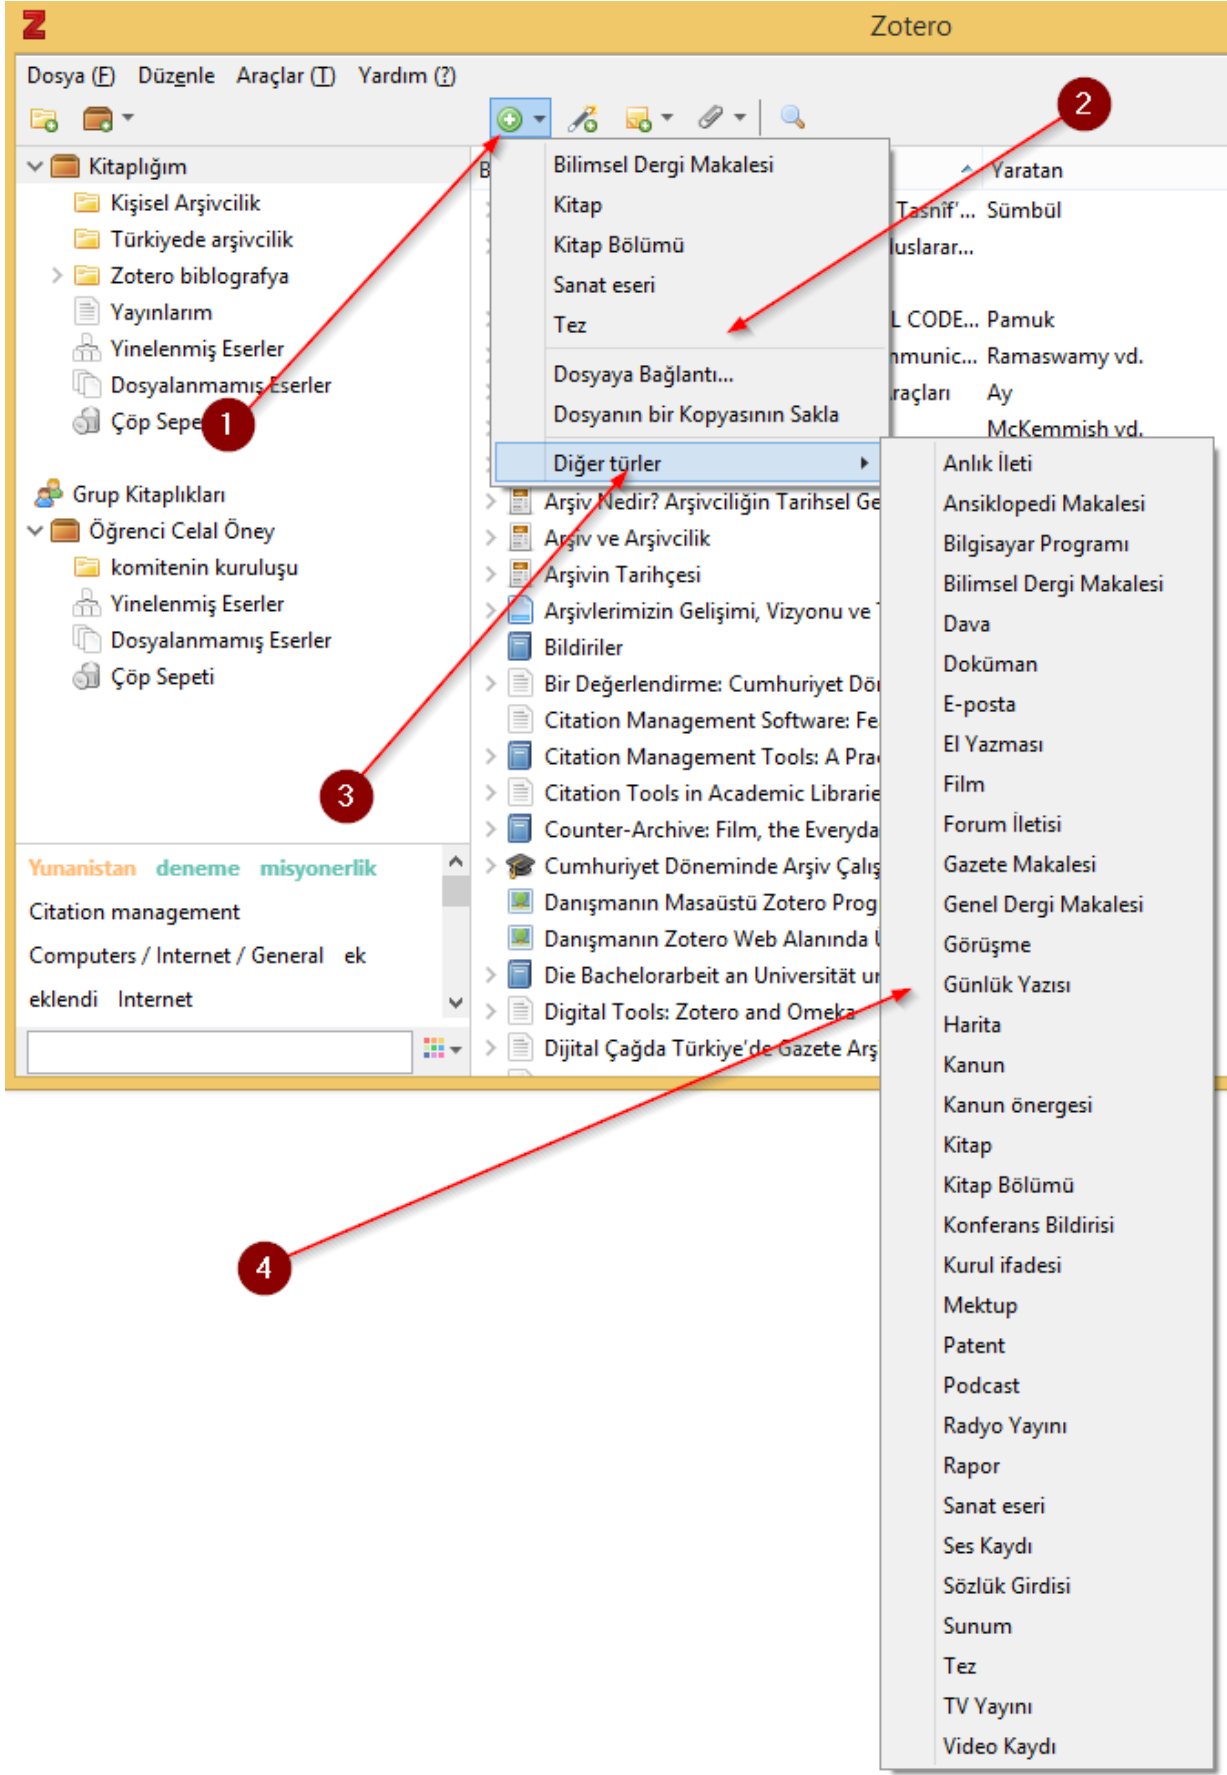 Z Zotero
Dosya (F) Düzenle Araçlar (T) Yardım (?)
Kitaplığım
Kişisel Arşivcilik
Türkiyede arşivcilik
Zotero biblografya
Yayınlarım
Yinelenmiş Eserler
Dosyalanmamış Eserler
Çöp Sepe
Grup Kitaplıkları
Öğrenci Celal Öney
komitenin kuruluşu
Yinelenmiş Eserler
Dosyalanmamış Eserler
Çöp Sepeti
Yunanistan deneme misyonerlik
Citation management
Computers / Internet / General ek
eklendi Internet
1
2
3
4
B
Bilimsel Dergi Makalesi
Kitap
Kitap Bölümü
Sanat eseri
Tez
Dosyaya Bağlantı...
Dosyanın bir Kopyasının Sakla
Diğer türler
Yaratan
Tasnîf'... Sümbül
luslarar...
L CODE... Pamuk
nmunic... Ramaswamy vd.
raçları Ay
McKemmish vd.
Arşiv Nedir? Arşivciliğin Tarihsel Ge
Arşiv ve Arşivcilik
Arşivin Tarihçesi
Arşivlerimizin Gelişimi, Vizyonu ve
Bildiriler
Bir Değerlendirme: Cumhuriyet Dö
Citation Management Software: Fe
Citation Management Tools: A Pra
Citation Tools in Academic Librarie
Counter-Archive: Film, the Everyda
Cumhuriyet Döneminde Arşiv Çalış
Danışmanın Masaüstü Zotero Prog
Danışmanın Zotero Web Alanında
Die Bachelorarbeit an Universität u
Digital Tools: Zotero and Omeka
Dijital Çağda Türkiye'de Gazete Arş
Anlık İleti
Ansiklopedi Makalesi
Bilgisayar Programı
Bilimsel Dergi Makalesi
Dava
Doküman
E-posta
El Yazması
Film
Forum İletisi
Gazete Makalesi
Genel Dergi Makalesi
Görüşme
Günlük Yazısı
Harita
Kanun
Kanun önergesi
Kitap
Kitap Bölümü
Konferans Bildirisi
Kurul ifadesi
Mektup
Patent
Podcast
Radyo Yayını
Rapor
Sanat eseri
Ses Kaydı
Sözlük Girdisi
Sunum
Tez
TV Yayını
Video Kaydı